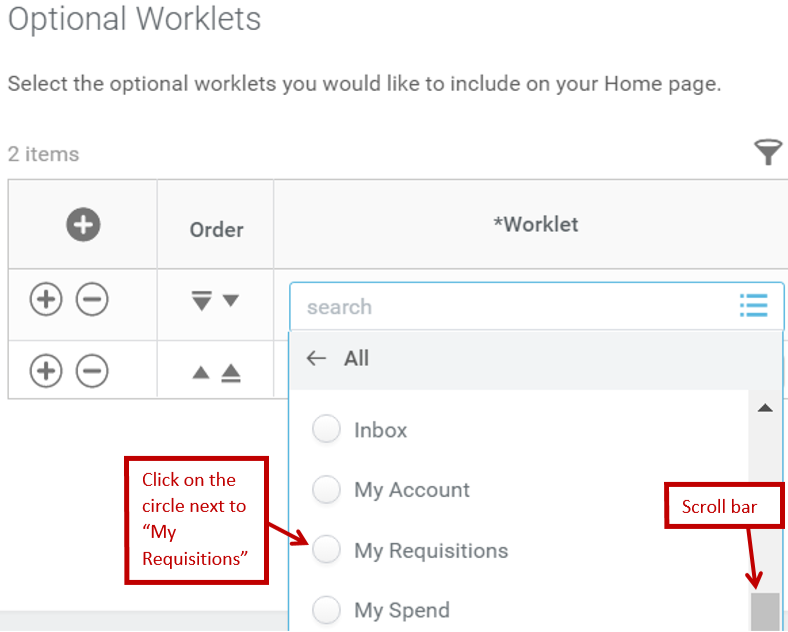 Optional Worklets
Select the optional worklets you would like to include on your Home page.
2 items
Order
*Worklet
search
All
Inbox
My Account
My Requisitions
My Spend
Click on the
circle next to
“My
Requisitions”
Scroll bar